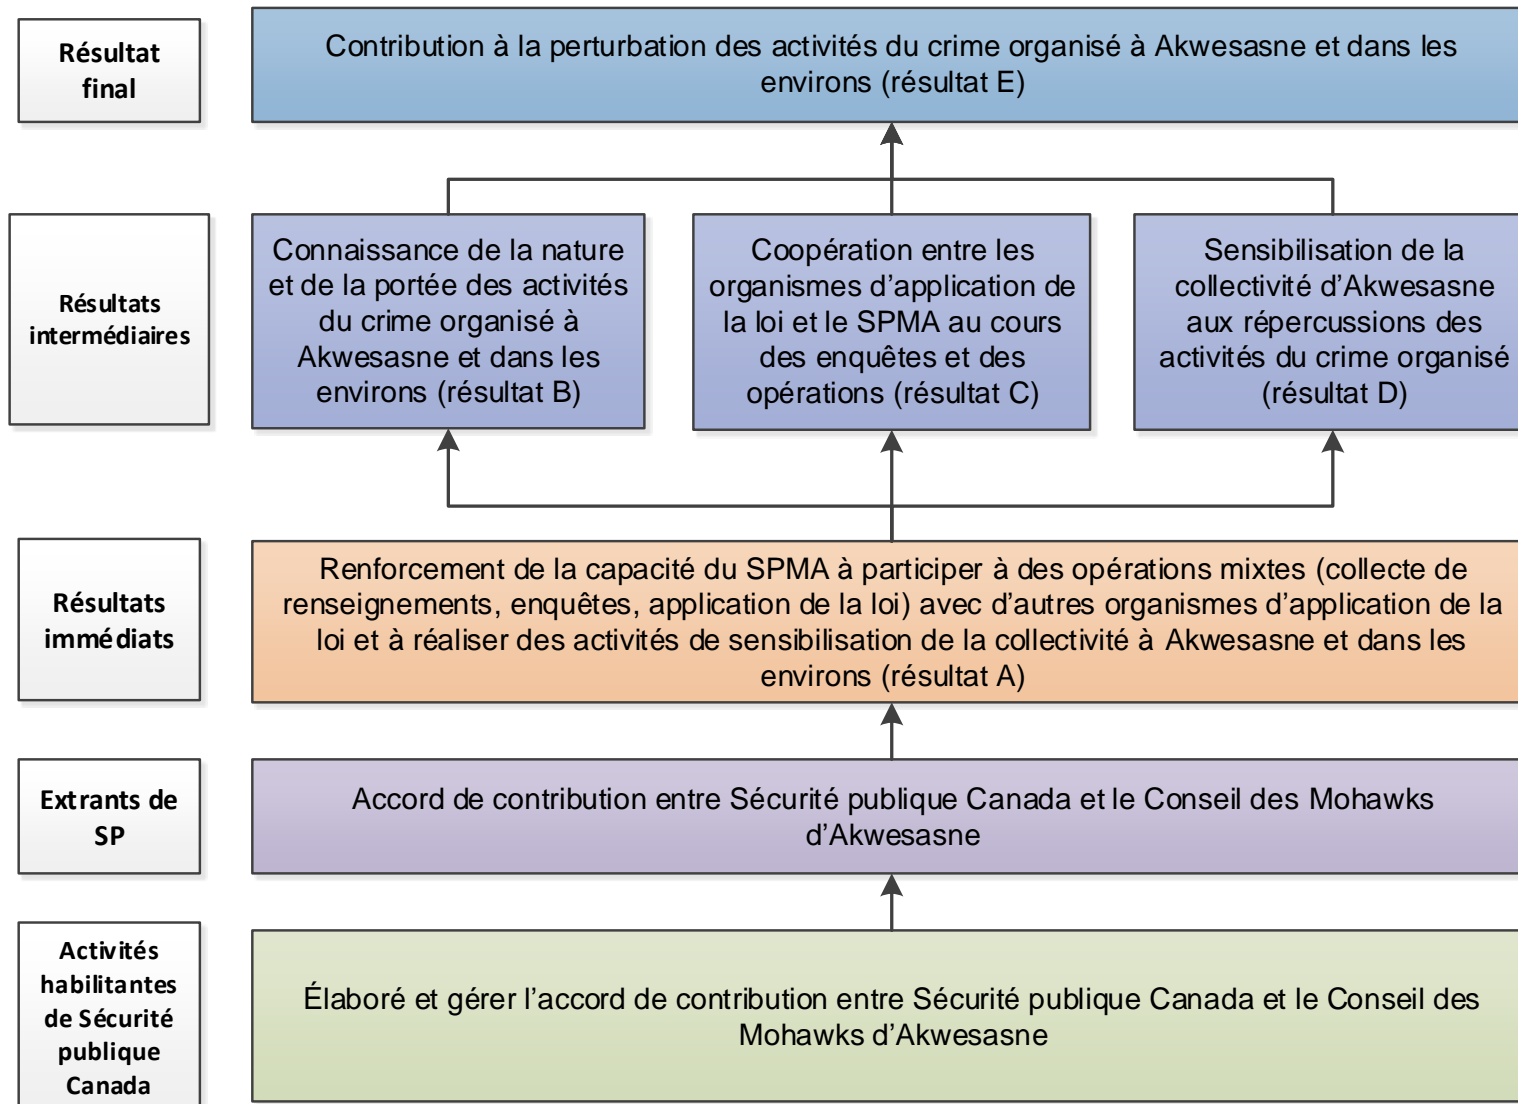 Résultat
final
Contribution à la perturbation des activités du crime organisé à Akwesasne et dans les
environs (résultat E)
Résultats
intermédiaires
Connaissance de la nature
et de la portée des activités
du crime organisé à
Akwesasne et dans les
environs (résultat B)
Coopération entre les
organismes d’application de
la loi et le SPMA au cours
des enquêtes et des
opérations (résultat C)
Sensibilisation de la
collectivité d’Akwesasne
aux répercussions des
activités du crime organisé
(résultat D)
Résultats
immédiats
Renforcement de la capacité du SPMA à participer à des opérations mixtes (collecte de
renseignements, enquêtes, application de la loi) avec d’autres organismes d’application de la
loi et à réaliser des activités de sensibilisation de la collectivité à Akwesasne et dans les
environs (résultat A)
Extrants de
SP
Accord de contribution entre Sécurité publique Canada et le Conseil des Mohawks
d’Akwesasne
Activités
habilitantes
de Sécurité
publique
Canada
Élaboré et gérer l’accord de contribution entre Sécurité publique Canada et le Conseil des
Mohawks d’Akwesasne